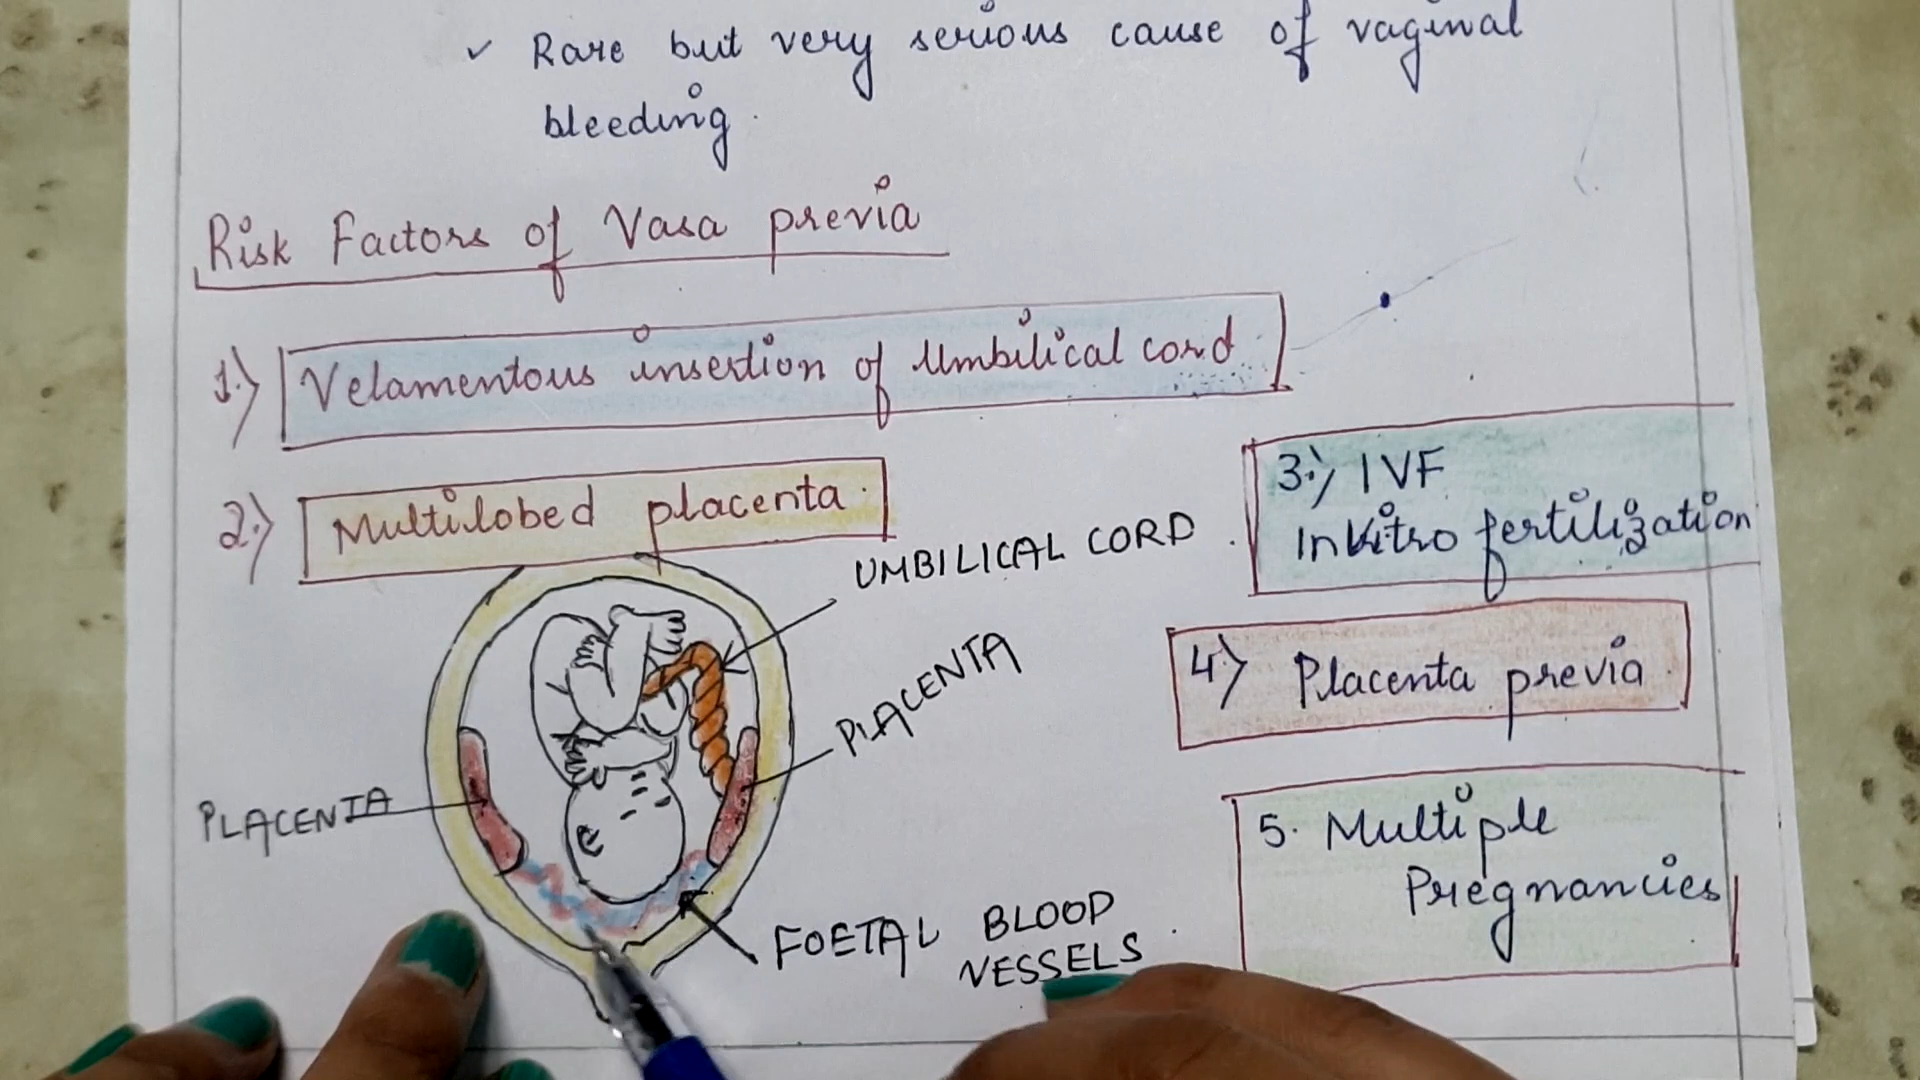 ✓ Rare but very serious cause of vaginal
bleeding.
Risk Factors of Vasa previa
1.) Velamentous insertion of Umbilical cord
2.) Multilobed placenta.
3.) IVF
InVitro fertilization
4.) Placenta previa
5. Multiple
Pregnancies
UMBILICAL CORD
PLACENTA
PLACENTA
FOETAL BLOOD
VESSELS